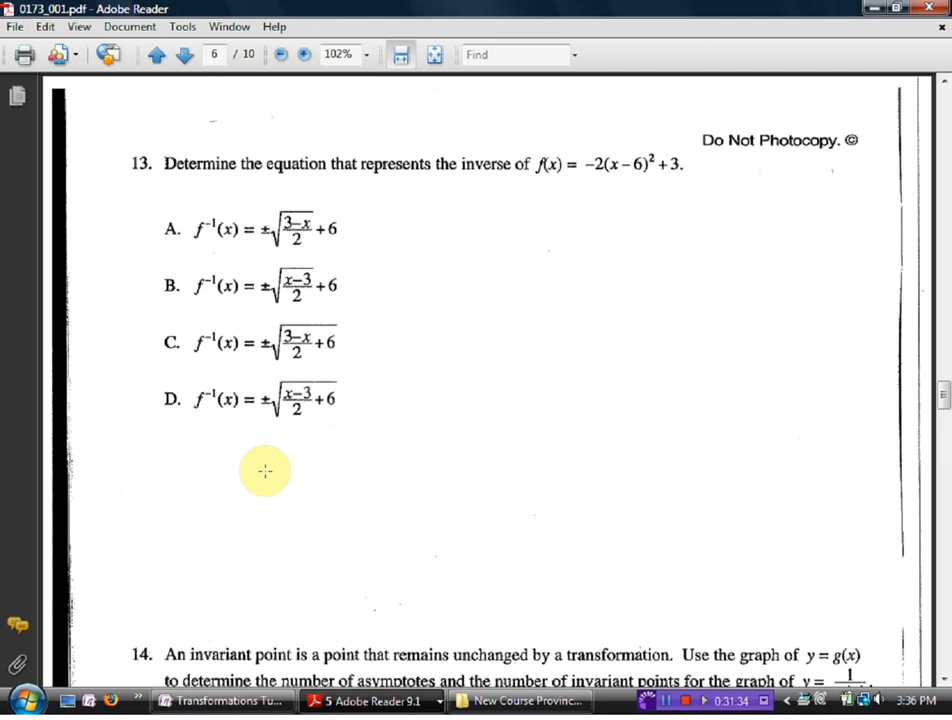 0173_001.pdf - Adobe Reader
File Edit View Document Tools Window Help
6 / 10 102% Find
Do Not Photocopy. ©
13. Determine the equation that represents the inverse of f(x) = −2(x − 6)² + 3.
A. f⁻¹(x) = ±√((3−x)/2) + 6
B. f⁻¹(x) = ±√((x−3)/2) + 6
C. f⁻¹(x) = ±√((3−x)/2 + 6)
D. f⁻¹(x) = ±√((x−3)/2 + 6)
14. An invariant point is a point that remains unchanged by a transformation. Use the graph of y = g(x)
to determine the number of asymptotes and the number of invariant points for the graph of y = 1
Transformations Tu... 5 Adobe Reader 9.1 New Course Provinc... 0:31:34 3:36 PM